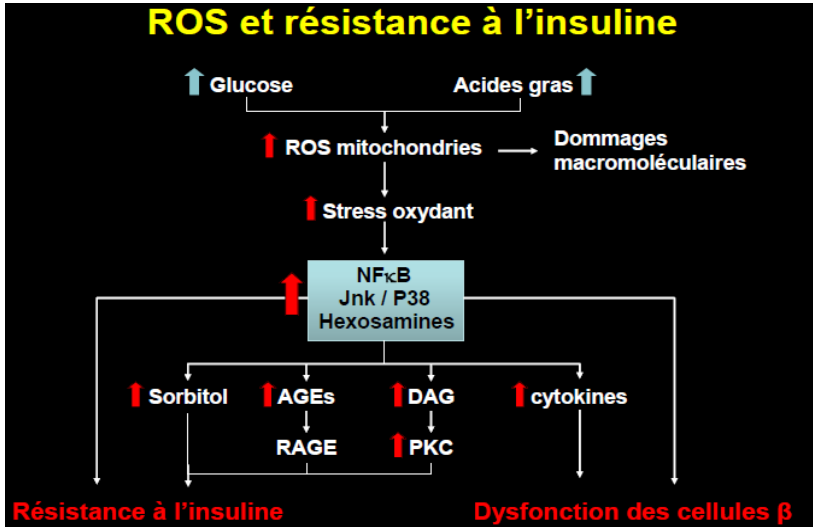 ROS et résistance à l'insuline
Glucose
Acides gras
ROS mitochondries
Dommages
macromoléculaires
Stress oxydant
NFκB
Jnk / P38
Hexosamines
Sorbitol
AGEs
DAG
cytokines
RAGE
PKC
Résistance à l'insuline
Dysfonction des cellules β